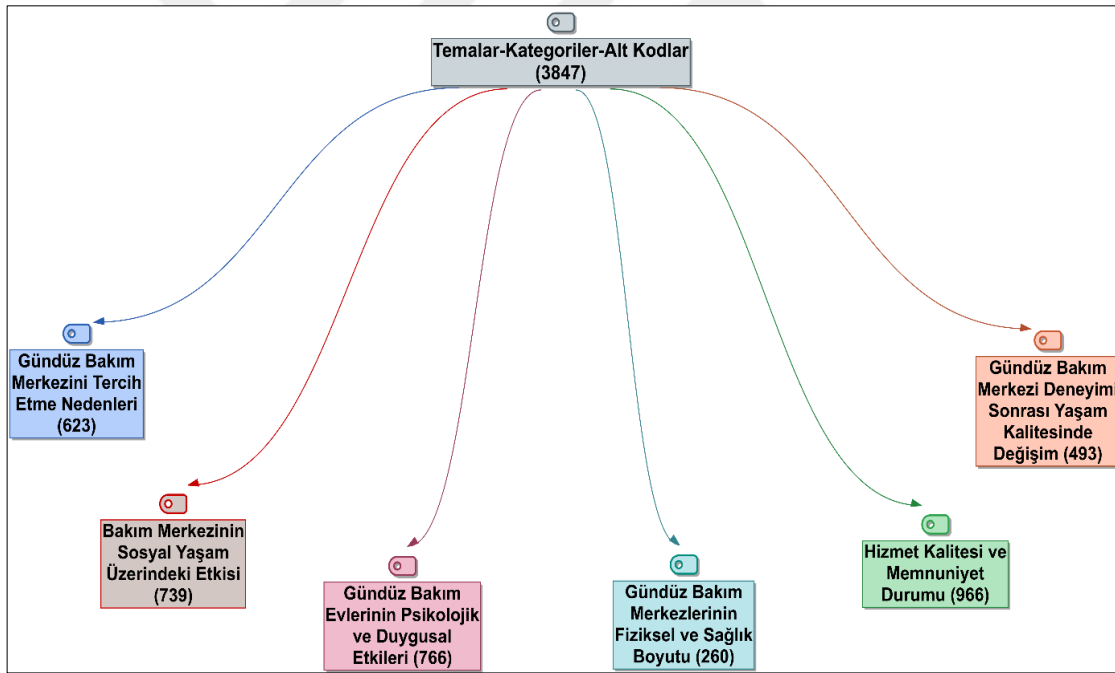 Temalar-Kategoriler-Alt Kodlar
(3847)
Gündüz Bakım
Merkezini Tercih
Etme Nedenleri
(623)
Bakım Merkezinin
Sosyal Yaşam
Üzerindeki Etkisi
(739)
Gündüz Bakım
Evlerinin Psikolojik
ve Duygusal
Etkileri (766)
Gündüz Bakım
Merkezlerinin
Fiziksel ve Sağlık
Boyutu (260)
Hizmet Kalitesi ve
Memnuniyet
Durumu (966)
Gündüz Bakım
Merkezi Deneyimi
Sonrası Yaşam
Kalitesinde
Değişim (493)